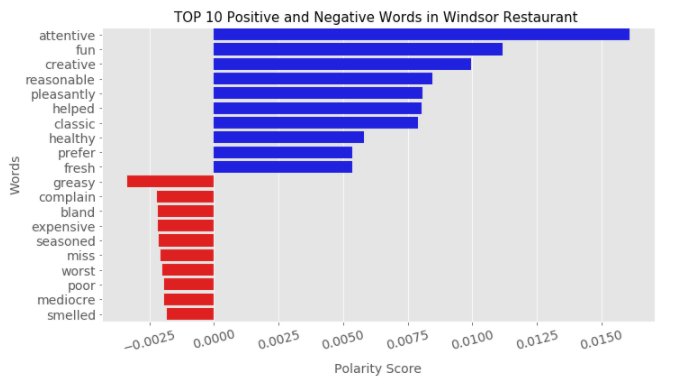 TOP 10 Positive and Negative Words in Windsor Restaurant
Words
attentive
fun
creative
reasonable
pleasantly
helped
classic
healthy
prefer
fresh
greasy
complain
bland
expensive
seasoned
miss
worst
poor
mediocre
smelled
−0.0025 0.0000 0.0025 0.0050 0.0075 0.0100 0.0125 0.0150
Polarity Score